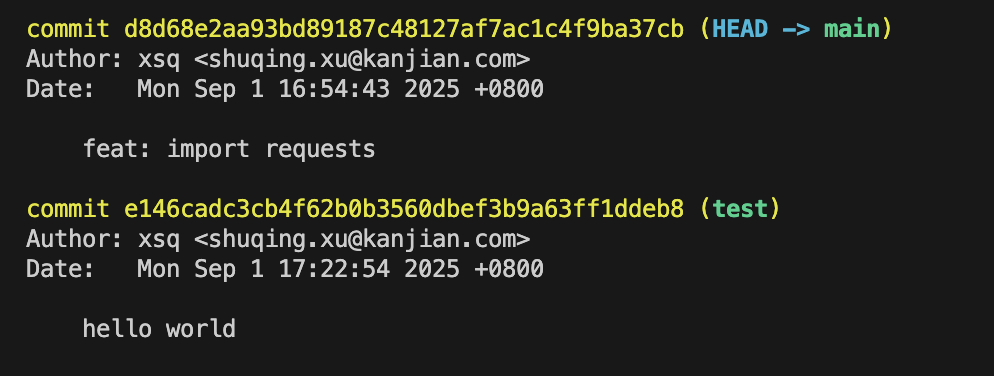 commit d8d68e2aa93bd89187c48127af7ac1c4f9ba37cb (HEAD -> main)
Author: xsq <shuqing.xu@kanjian.com>
Date:   Mon Sep 1 16:54:43 2025 +0800
feat: import requests
commit e146cadc3cb4f62b0b3560dbef3b9a63ff1ddeb8 (test)
Author: xsq <shuqing.xu@kanjian.com>
Date:   Mon Sep 1 17:22:54 2025 +0800
hello world